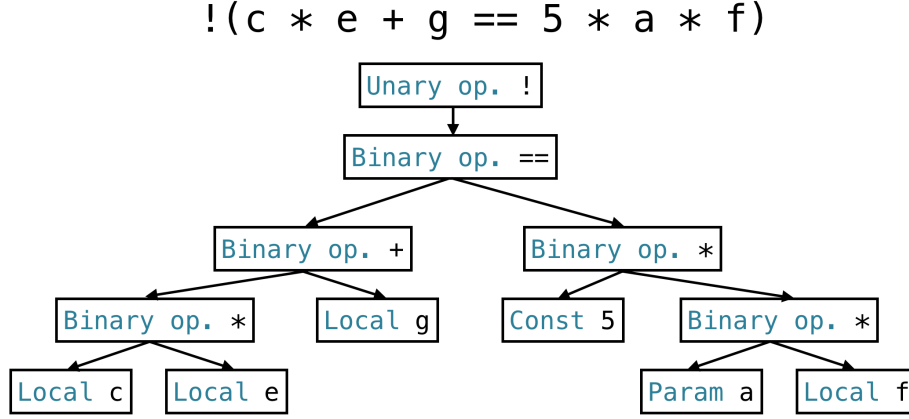 !(c * e + g == 5 * a * f)
Unary op. !
Binary op. ==
Binary op. +
Binary op. *
Binary op. *
Local g
Const 5
Binary op. *
Local c
Local e
Param a
Local f